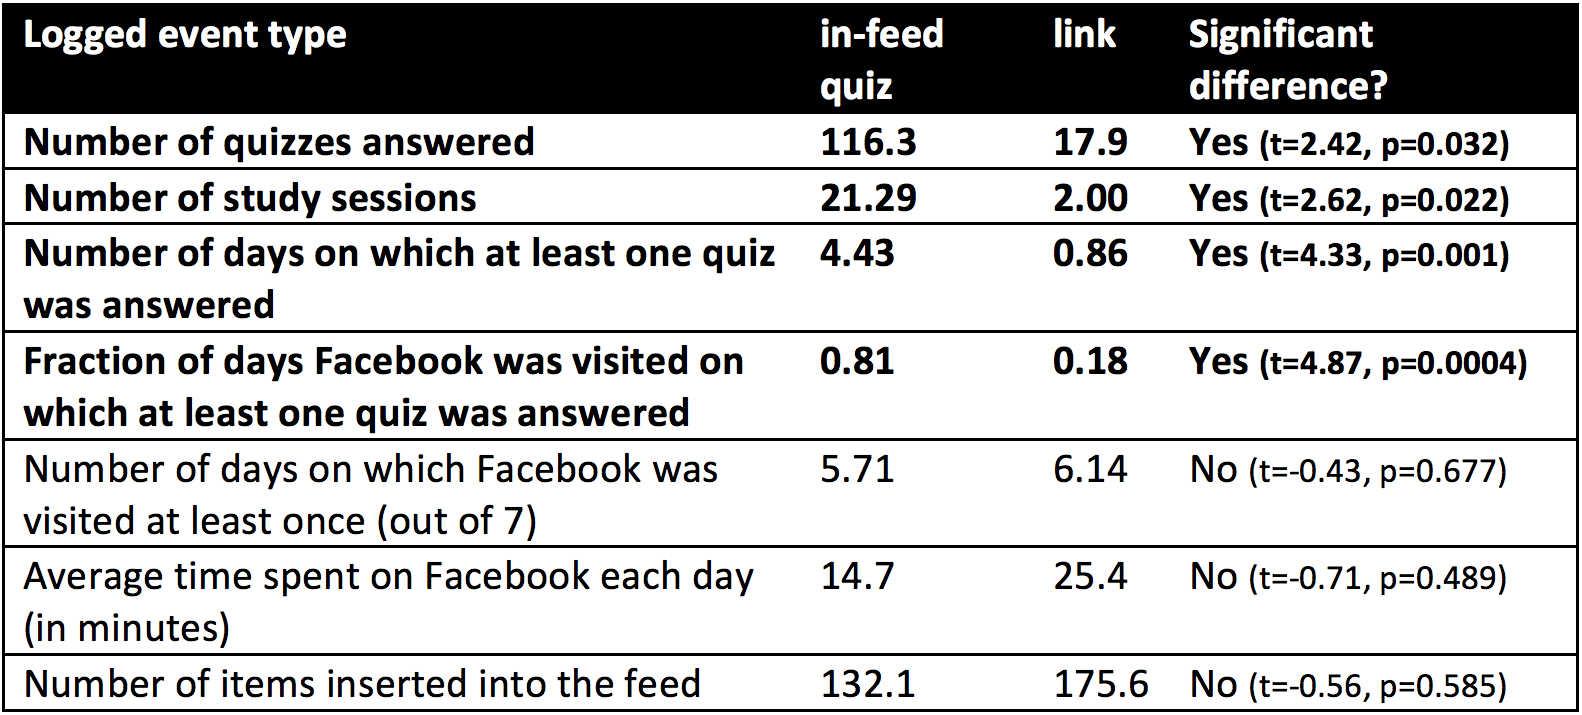 Logged event type in-feed link Significant
quiz difference?
Number of quizzes answered 116.3 17.9 Yes (t=2.42, p=0.032)
Number of study sessions 21.29 2.00 Yes (t=2.62, p=0.022)
Number of days on which at least one quiz 4.43 0.86 Yes (t=4.33, p=0.001)
was answered
Fraction of days Facebook was visited on 0.81 0.18 Yes (t=4.87, p=0.0004)
which at least one quiz was answered
Number of days on which Facebook was 5.71 6.14 No (t=-0.43, p=0.677)
visited at least once (out of 7)
Average time spent on Facebook each day 14.7 25.4 No (t=-0.71, p=0.489)
(in minutes)
Number of items inserted into the feed 132.1 175.6 No (t=-0.56, p=0.585)